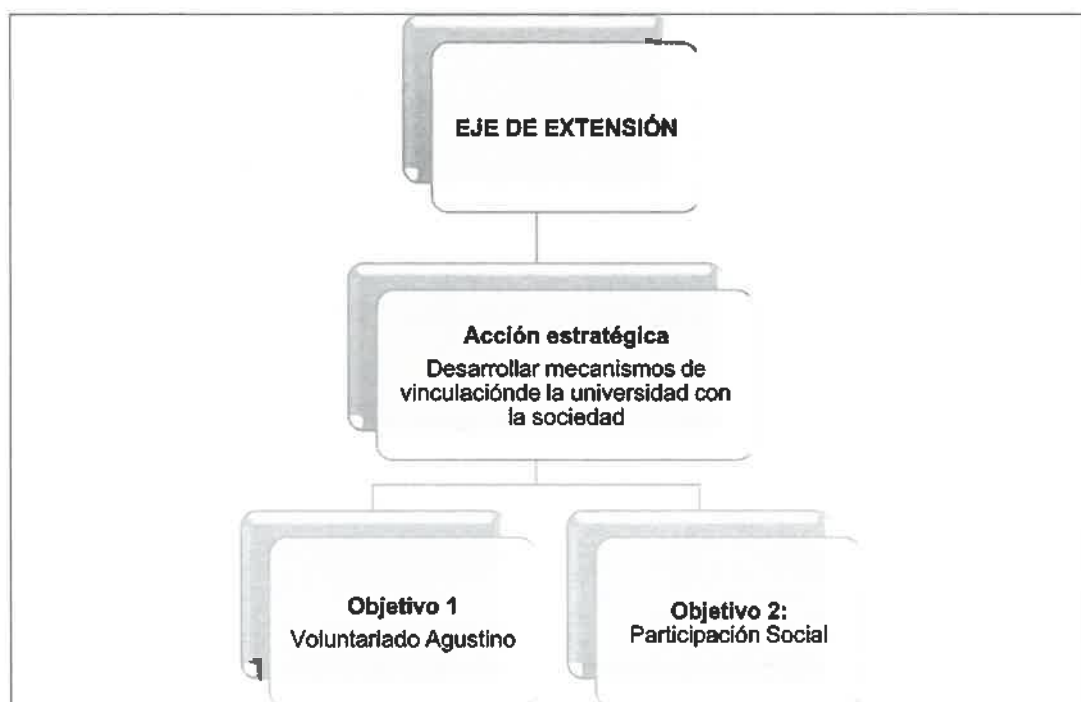 EJE DE EXTENSIÓN
Acción estratégica
Desarrollar mecanismos de
vinculaciónde la universidad con
la sociedad
Objetivo 1
Voluntariado Agustino
Objetivo 2:
Participación Social